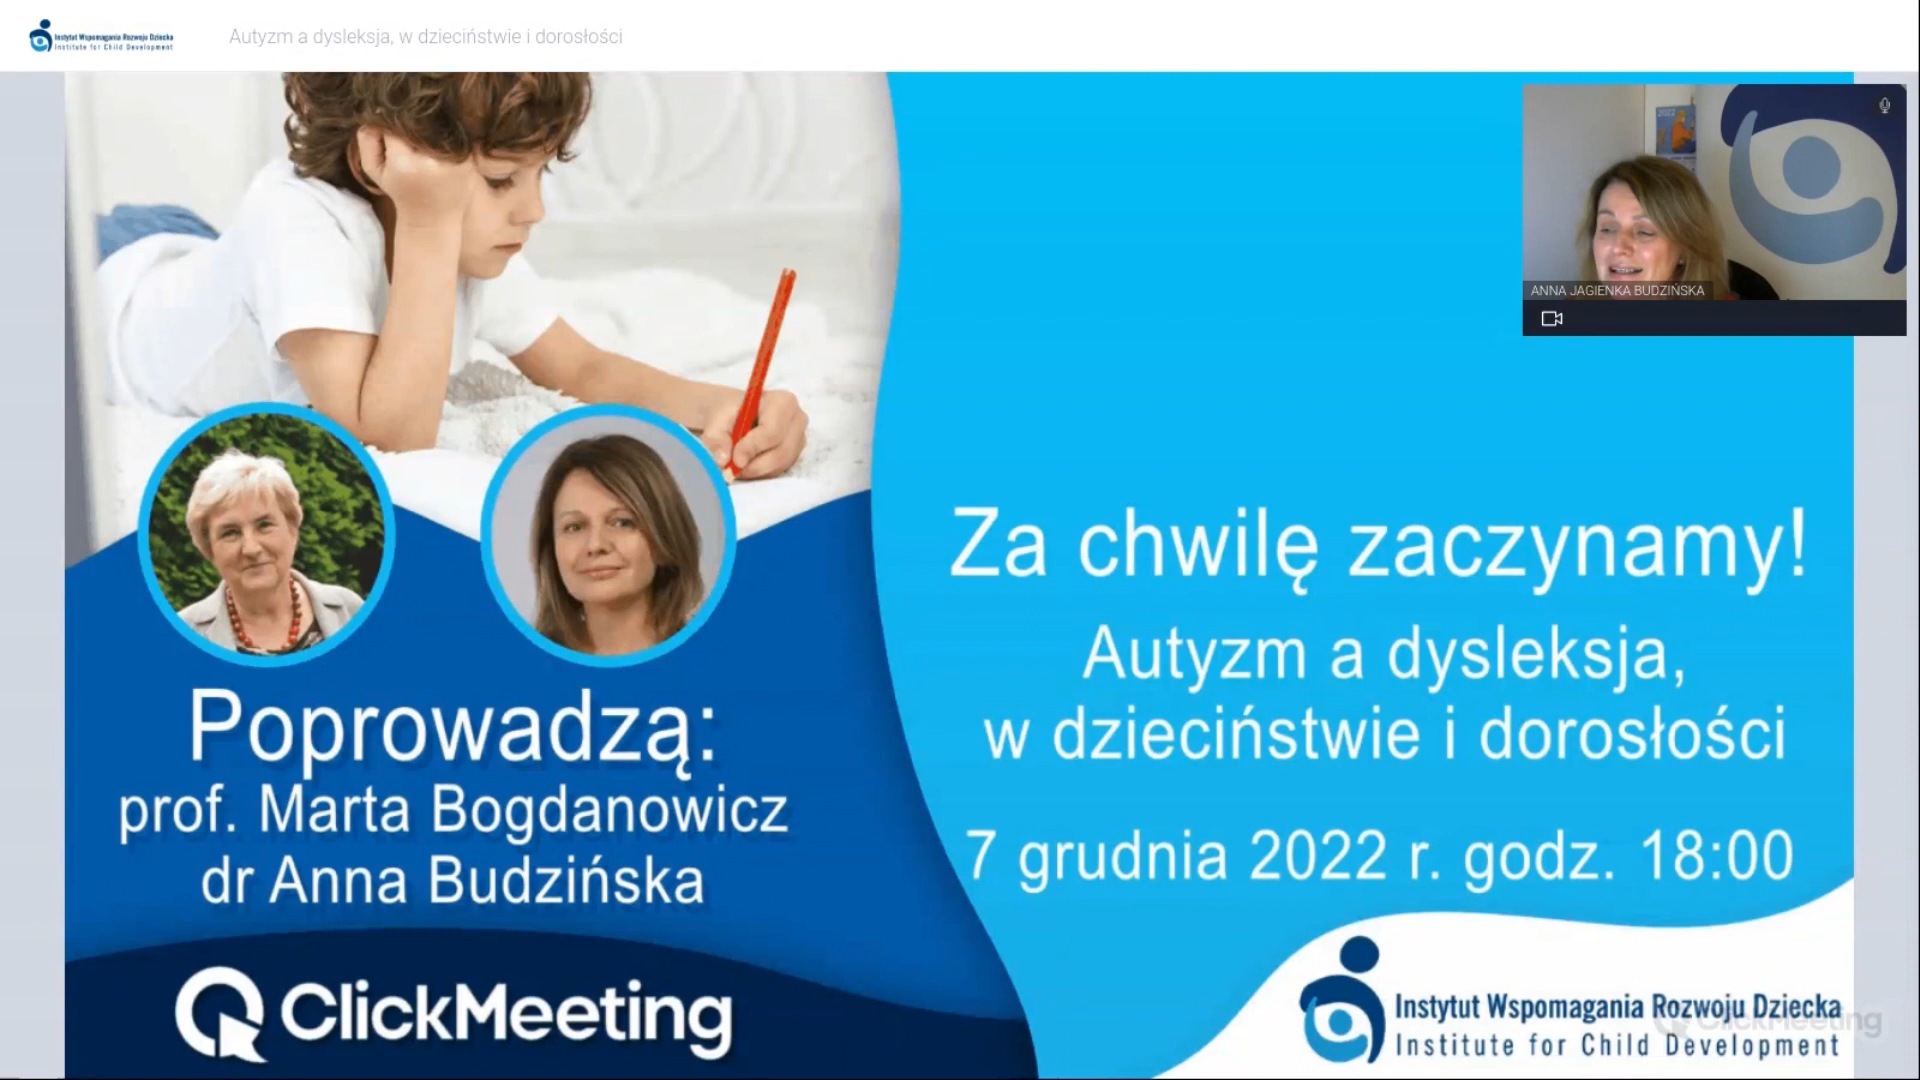 Instytut Wspomagania Rozwoju Dziecka
Institute for Child Development
Autyzm a dysleksja, w dzieciństwie i dorosłości
2022
ANNA JAGIENKA BUDZIŃSKA
Za chwilę zaczynamy!
Autyzm a dysleksja,
w dzieciństwie i dorosłości
7 grudnia 2022 r. godz. 18:00
Poprowadzą:
prof. Marta Bogdanowicz
dr Anna Budzińska
ClickMeeting
Instytut Wspomagania Rozwoju Dziecka
Institute for Child Development
ClickMeeting